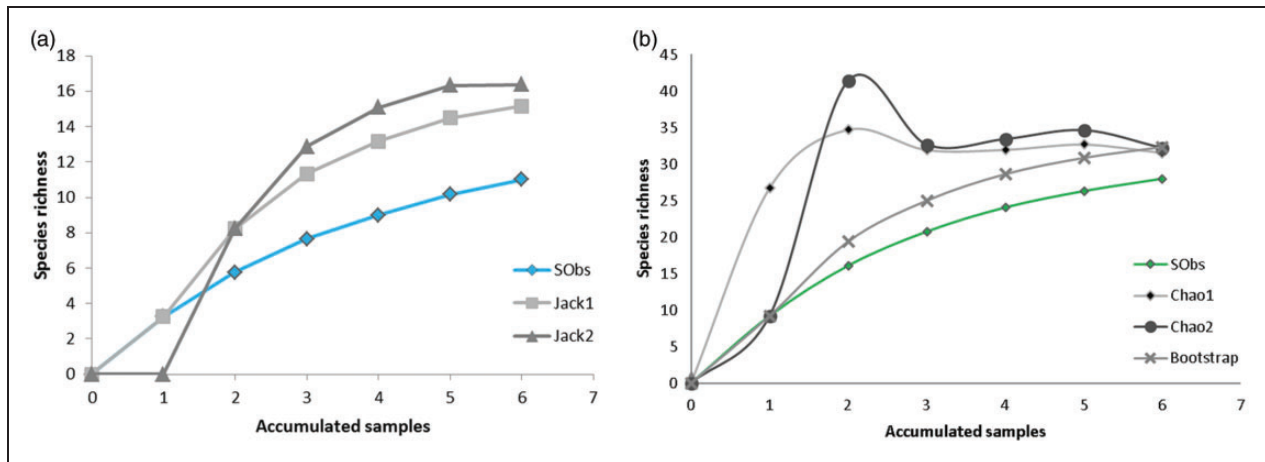 (a)
18
16
14
12
10
8
6
4
2
0
Species richness
0 1 2 3 4 5 6 7
Accumulated samples
SObs
Jack1
Jack2
(b)
45
40
35
30
25
20
15
10
5
0
Species richness
0 1 2 3 4 5 6 7
Accumulated samples
SObs
Chao1
Chao2
Bootstrap